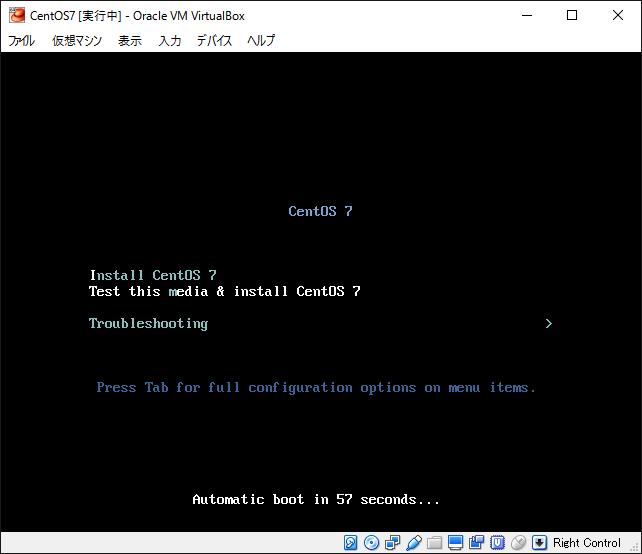 CentOS7 [実行中] - Oracle VM VirtualBox
ファイル 仮想マシン 表示 入力 デバイス ヘルプ
CentOS 7
Install CentOS 7
Test this media & install CentOS 7
Troubleshooting >
Press Tab for full configuration options on menu items.
Automatic boot in 57 seconds...
Right Control